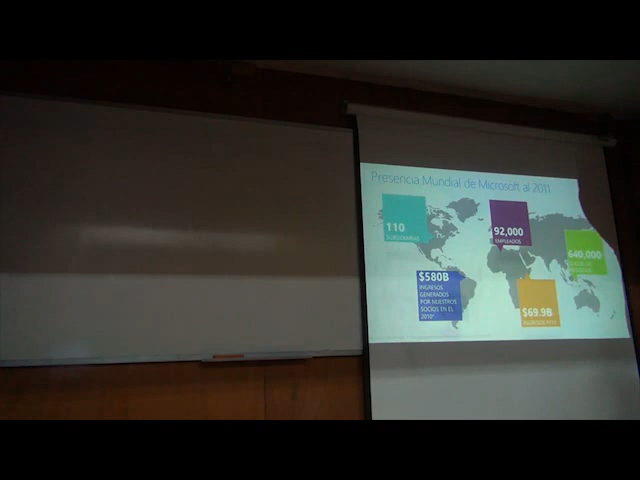 Presencia Mundial de Microsoft al 2011
110
SUBSIDIARIAS
92,000
EMPLEADOS
640,000
$580B
INGRESOS
GENERADOS
POR NUESTROS
SOCIOS EN EL
2010*
$69.9B